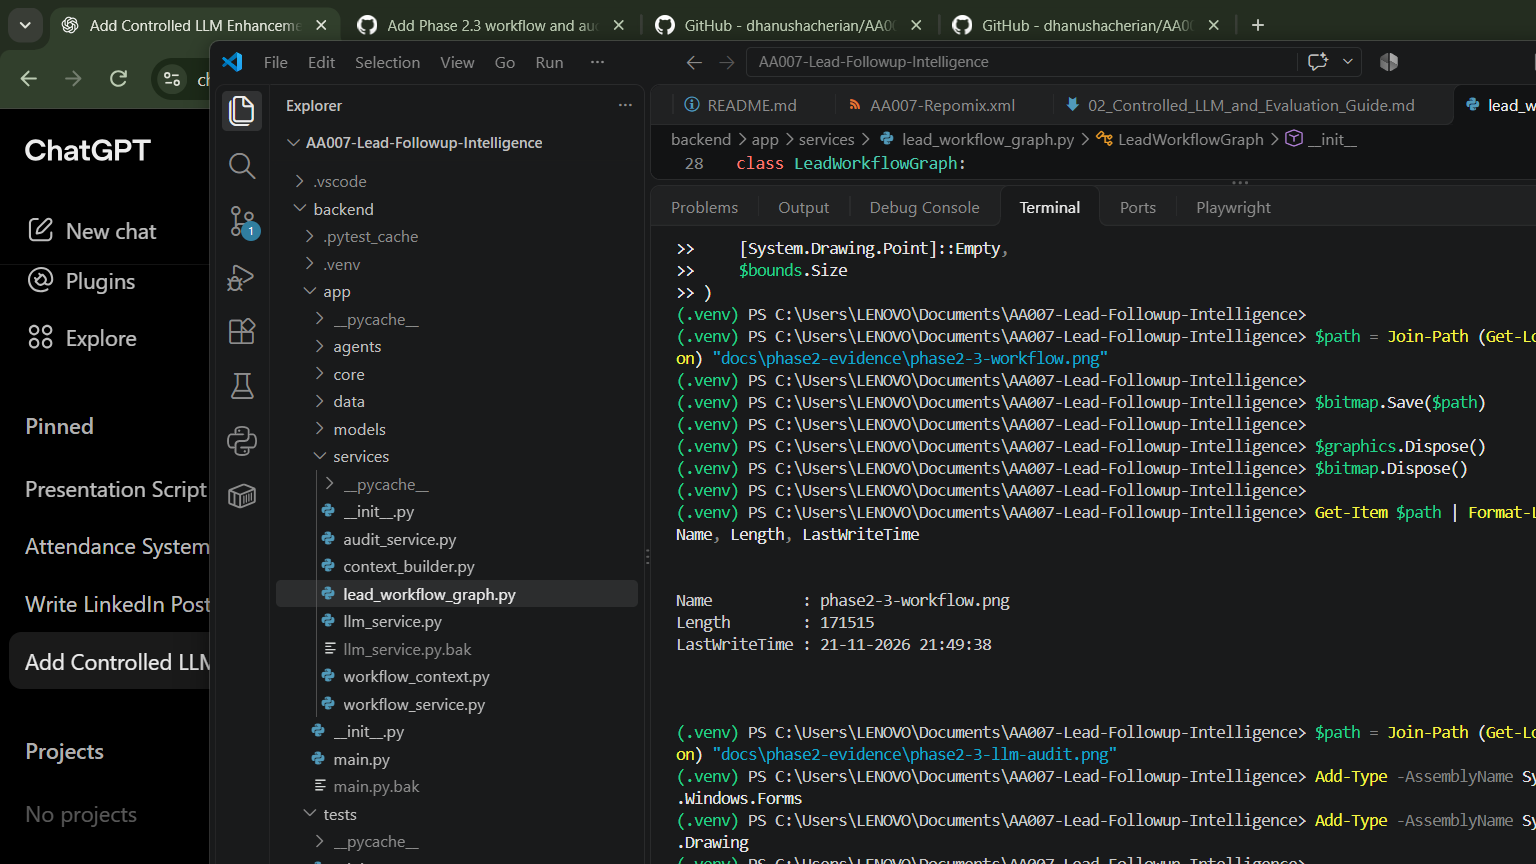 Add Controlled LLM Enhanceme
Add Phase 2.3 workflow and au
GitHub - dhanushacherian/AA00
GitHub - dhanushacherian/AA00
ch
File Edit Selection View Go Run ···
AA007-Lead-Followup-Intelligence
ChatGPT
New chat
Plugins
Explore
Pinned
Presentation Script
Attendance System
Write LinkedIn Post
Add Controlled LLM
Projects
No projects
1
Explorer ···
AA007-Lead-Followup-Intelligence
.vscode
backend
.pytest_cache
.venv
app
__pycache__
agents
core
data
models
services
__pycache__
__init__.py
audit_service.py
context_builder.py
lead_workflow_graph.py
llm_service.py
llm_service.py.bak
workflow_context.py
workflow_service.py
__init__.py
main.py
main.py.bak
tests
__pycache__
README.md
AA007-Repomix.xml
02_Controlled_LLM_and_Evaluation_Guide.md
lead_w
backend > app > services > lead_workflow_graph.py > LeadWorkflowGraph > __init__
28 class LeadWorkflowGraph:
Problems Output Debug Console Terminal Ports Playwright
>> [System.Drawing.Point]::Empty,
>> $bounds.Size
>> )
(.venv) PS C:\Users\LENOVO\Documents\AA007-Lead-Followup-Intelligence>
(.venv) PS C:\Users\LENOVO\Documents\AA007-Lead-Followup-Intelligence> $path = Join-Path (Get-Lo
on) "docs\phase2-evidence\phase2-3-workflow.png"
(.venv) PS C:\Users\LENOVO\Documents\AA007-Lead-Followup-Intelligence>
(.venv) PS C:\Users\LENOVO\Documents\AA007-Lead-Followup-Intelligence> $bitmap.Save($path)
(.venv) PS C:\Users\LENOVO\Documents\AA007-Lead-Followup-Intelligence>
(.venv) PS C:\Users\LENOVO\Documents\AA007-Lead-Followup-Intelligence> $graphics.Dispose()
(.venv) PS C:\Users\LENOVO\Documents\AA007-Lead-Followup-Intelligence> $bitmap.Dispose()
(.venv) PS C:\Users\LENOVO\Documents\AA007-Lead-Followup-Intelligence>
(.venv) PS C:\Users\LENOVO\Documents\AA007-Lead-Followup-Intelligence> Get-Item $path | Format-L
Name, Length, LastWriteTime
Name : phase2-3-workflow.png
Length : 171515
LastWriteTime : 21-11-2026 21:49:38
(.venv) PS C:\Users\LENOVO\Documents\AA007-Lead-Followup-Intelligence> $path = Join-Path (Get-Lo
on) "docs\phase2-evidence\phase2-3-llm-audit.png"
(.venv) PS C:\Users\LENOVO\Documents\AA007-Lead-Followup-Intelligence> Add-Type -AssemblyName Sy
.Windows.Forms
(.venv) PS C:\Users\LENOVO\Documents\AA007-Lead-Followup-Intelligence> Add-Type -AssemblyName Sy
.Drawing
(.venv) PS C:\Users\LENOVO\Documents\AA007-Lead-Followup-Intelligence>